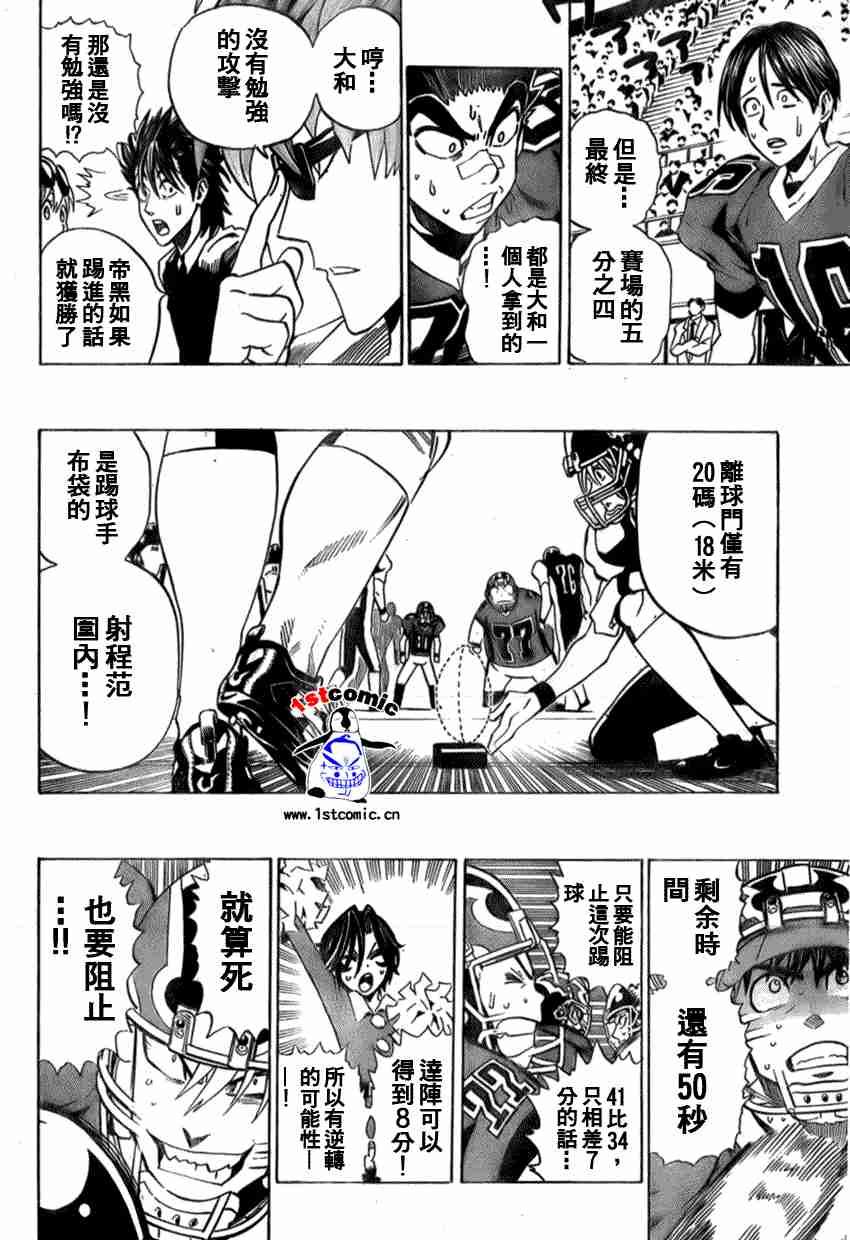 但是…
最終
賽場的五
分之四
都是大和一
個人拿到的
…！
哼…
大和
沒有勉強
的攻擊
那還是沒
有勉強嗎!?
帝黑如果
踢進的話
就獲勝了
16
7
離球門僅有
20碼（18米）
76
77
是踢球手
布袋的
射程范
圍內…！
1stcomic
www.1stcomic.cn
剩余時
間
還有50秒
只要能阻
止這次踢
球
41比34，
只相差7
分的話…
達陣可以
得到8分！
所以有逆轉
的可能性—
—！
就算死
也要阻止
…!!